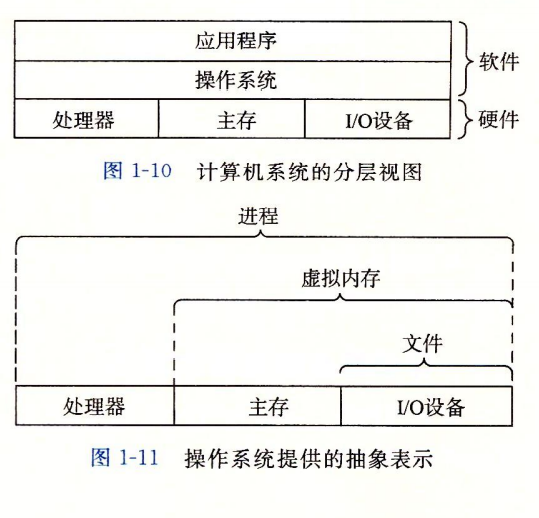 应用程序
操作系统
软件
处理器 主存 I/O设备
硬件
图 1-10 计算机系统的分层视图
进程
虚拟内存
文件
处理器 主存 I/O设备
图 1-11 操作系统提供的抽象表示